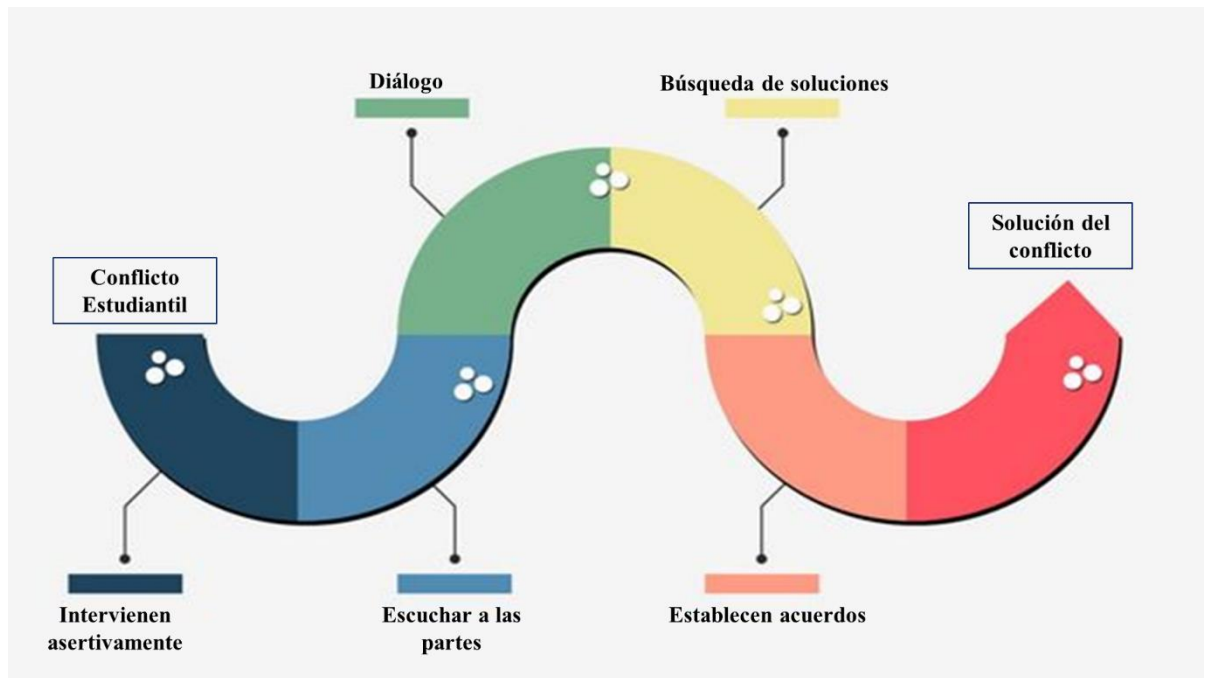 Diálogo
Búsqueda de soluciones
Solución del
conflicto
Conflicto
Estudiantil
Intervienen
asertivamente
Escuchar a las
partes
Establecen acuerdos